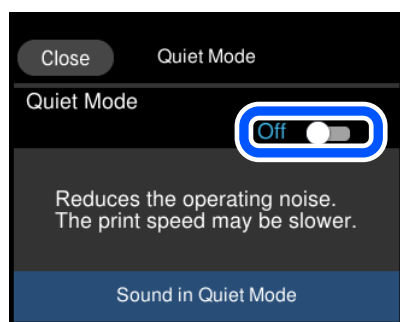 Close Quiet Mode
Quiet Mode
Off
Reduces the operating noise.
The print speed may be slower.
Sound in Quiet Mode